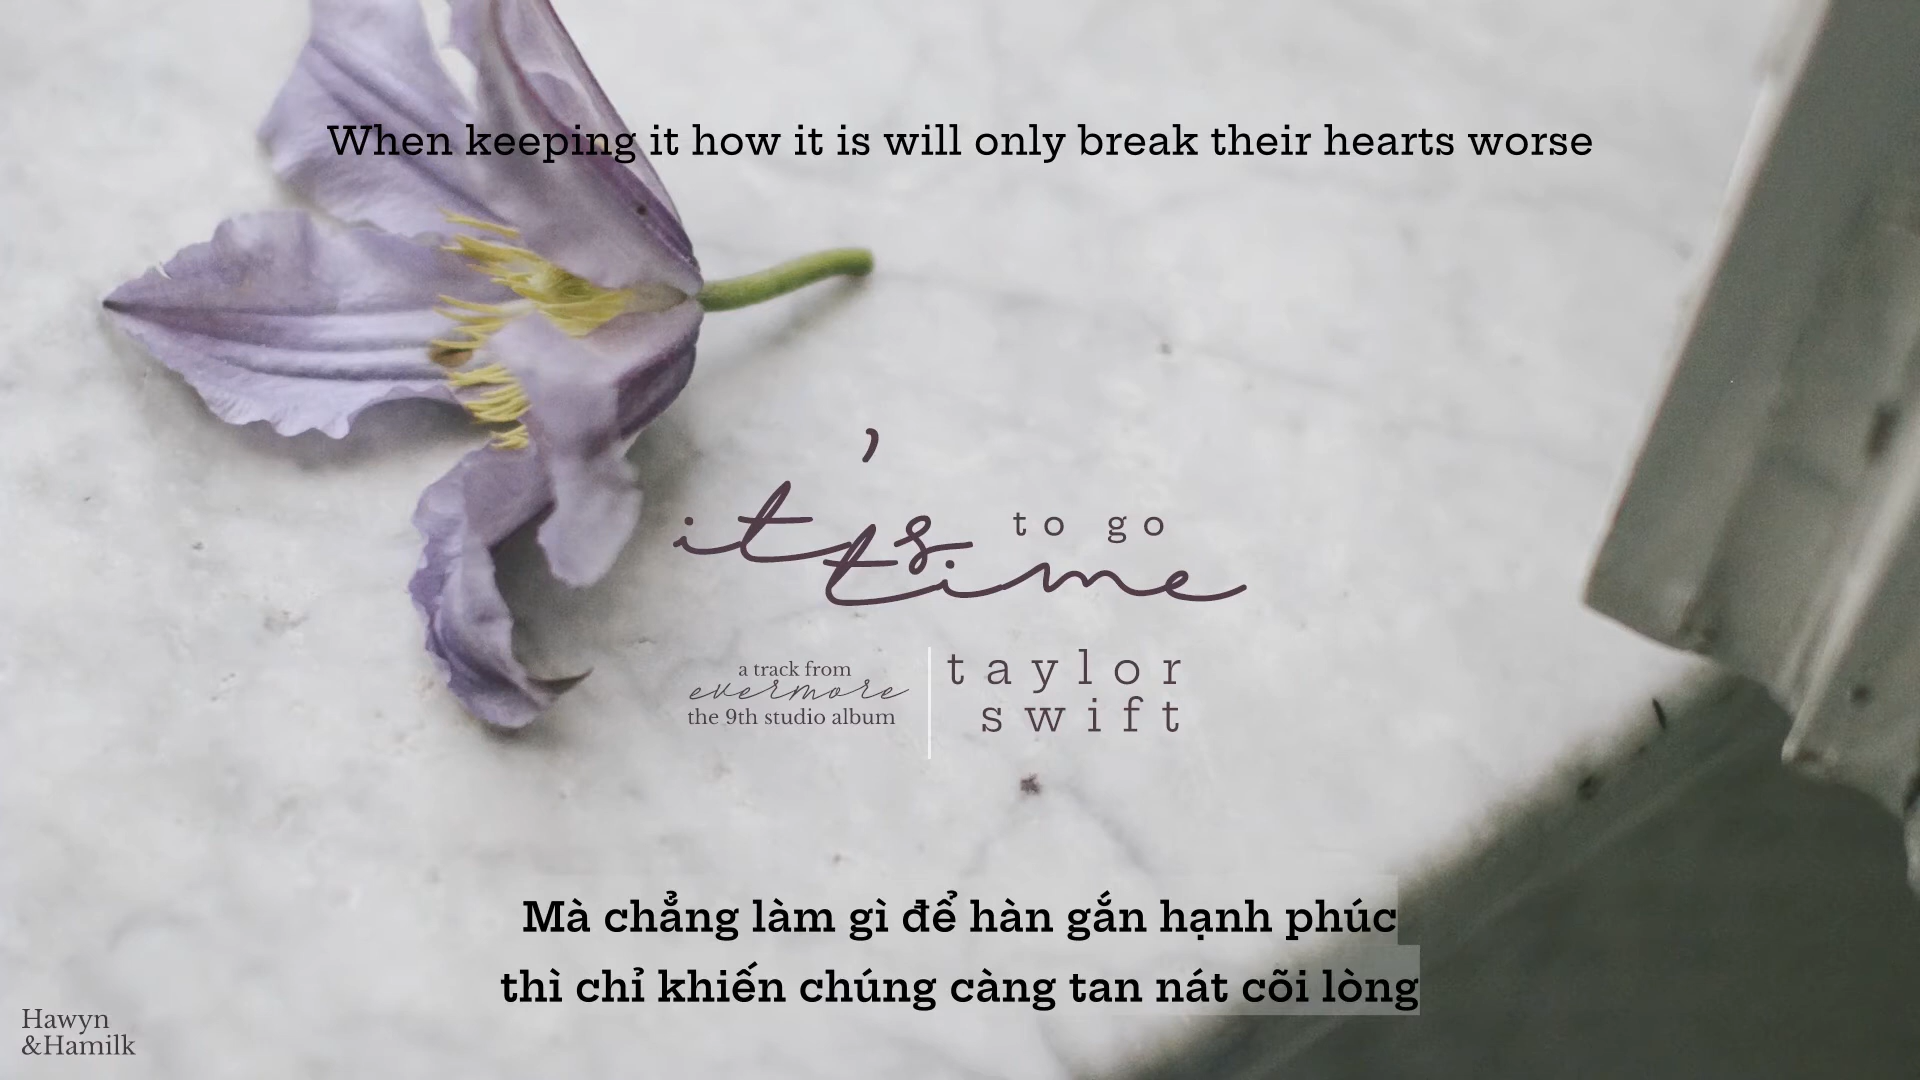 When keeping it how it is will only break their hearts worse
it's to go
time
a track from
evermore
the 9th studio album
taylor
swift
Mà chẳng làm gì để hàn gắn hạnh phúc
thì chỉ khiến chúng càng tan nát cõi lòng
Hawyn
&Hamilk